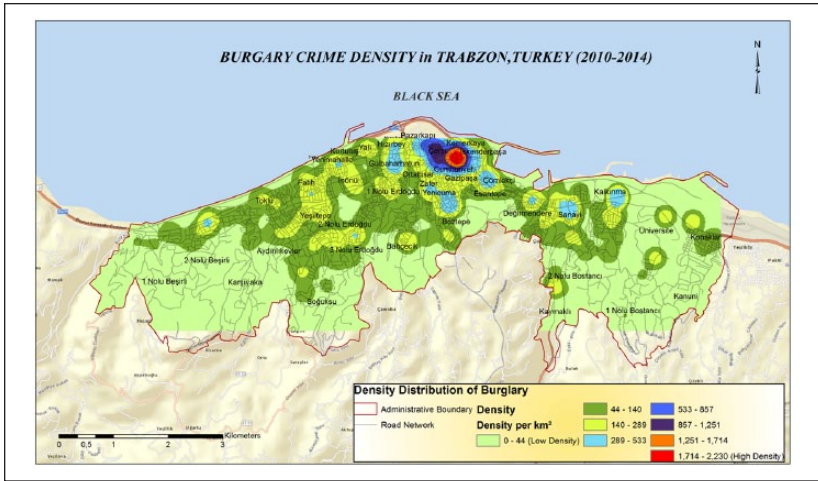 BURGARY CRIME DENSITY in TRABZON,TURKEY (2010-2014)
N
BLACK SEA
Pazarkapı
Hızırbey
Yalı
Kemerkaya
Yenimahalle
Gülbaharhatun
Cumhuriyet
Ortahisar
Gazipaşa
Çömlekçi
Fatih
İnönü
Zafer
1 Nolu Erdoğdu
Yenicuma
Esentepe
Kalkınma
Toklu
Değirmendere
Sanayi
Yeşiltepe
2 Nolu Erdoğdu
Boztepe
Üniversite
Konaklar
Aydınlıkevler
3 Nolu Erdoğdu
Bahçecik
2 Nolu Beşirli
1 Nolu Beşirli
Karşıyaka
Soğuksu
2 Nolu Bostancı
Kaymaklı
1 Nolu Bostancı
Kanuni
Density Distribution of Burglary
Administrative Boundary
Road Network
Density
Density per km²
0 - 44 (Low Density)
44 - 140
140 - 289
289 - 533
533 - 857
857 - 1,251
1,251 - 1,714
1,714 - 2,230 (High Density)
Kilometers
0 0,5 1 2 3